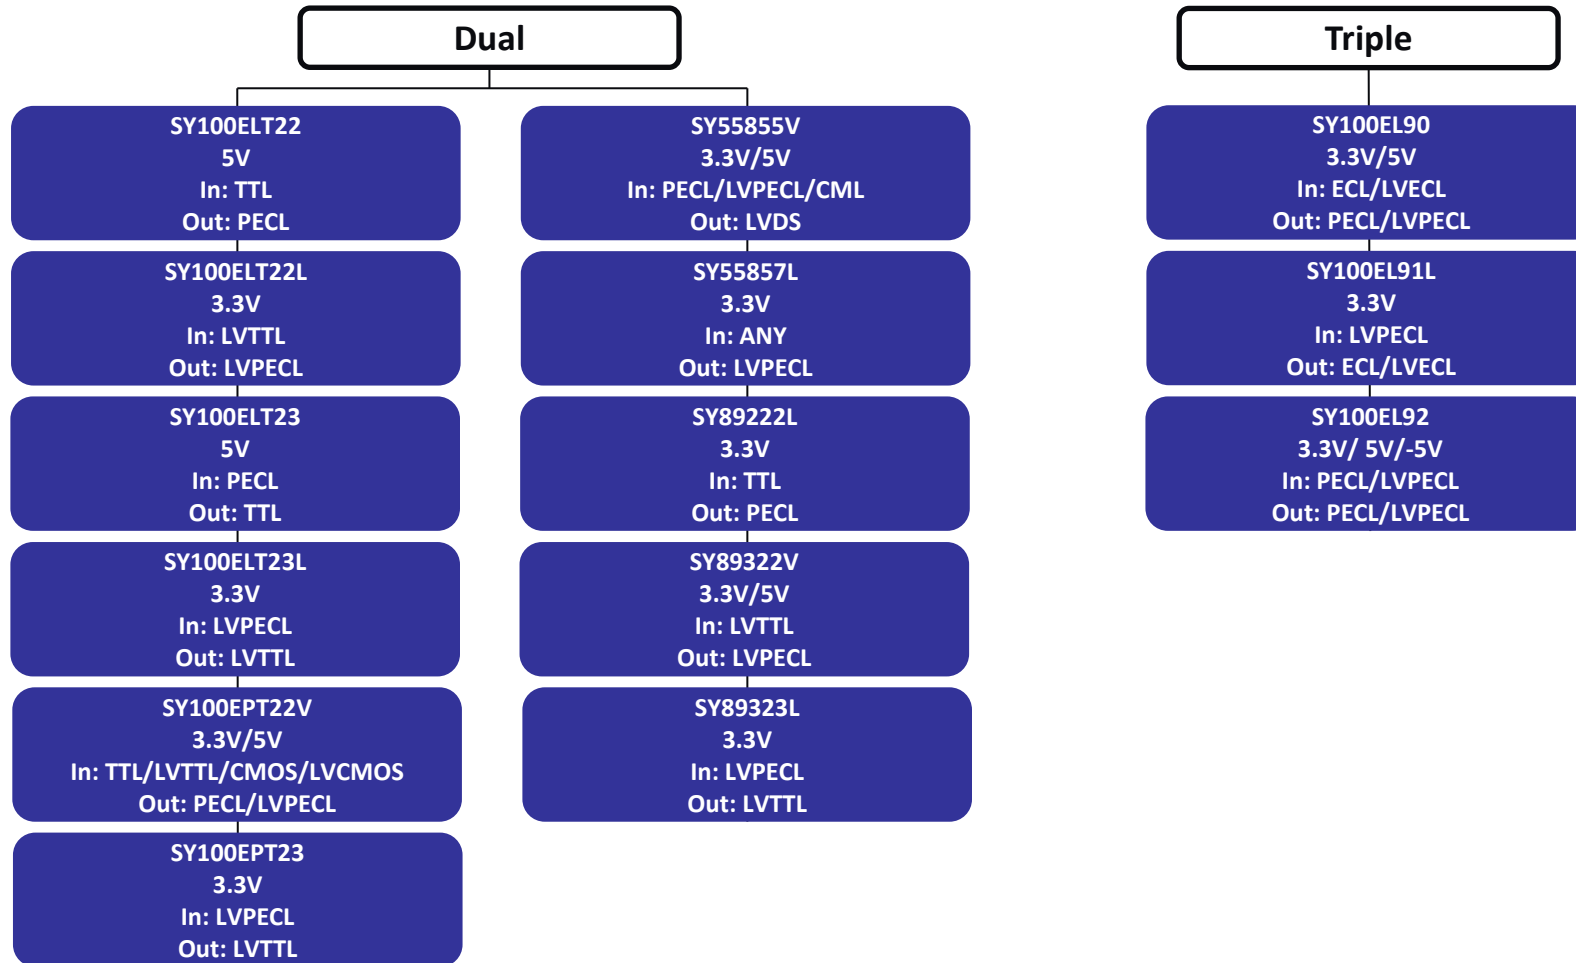 Dual
SY100ELT22
5V
In: TTL
Out: PECL
SY100ELT22L
3.3V
In: LVTTL
Out: LVPECL
SY100ELT23
5V
In: PECL
Out: TTL
SY100ELT23L
3.3V
In: LVPECL
Out: LVTTL
SY100EPT22V
3.3V/5V
In: TTL/LVTTL/CMOS/LVCMOS
Out: PECL/LVPECL
SY100EPT23
3.3V
In: LVPECL
Out: LVTTL
SY55855V
3.3V/5V
In: PECL/LVPECL/CML
Out: LVDS
SY55857L
3.3V
In: ANY
Out: LVPECL
SY89222L
3.3V
In: TTL
Out: PECL
SY89322V
3.3V/5V
In: LVTTL
Out: LVPECL
SY89323L
3.3V
In: LVPECL
Out: LVTTL
Triple
SY100EL90
3.3V/5V
In: ECL/LVECL
Out: PECL/LVPECL
SY100EL91L
3.3V
In: LVPECL
Out: ECL/LVECL
SY100EL92
3.3V/ 5V/-5V
In: PECL/LVPECL
Out: PECL/LVPECL